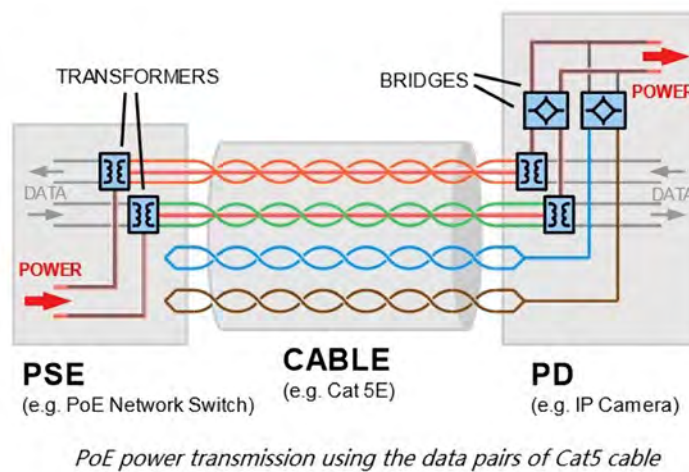 TRANSFORMERS
BRIDGES
POWER
DATA
DATA
POWER
PSE
(e.g. PoE Network Switch)
CABLE
(e.g. Cat 5E)
PD
(e.g. IP Camera)
PoE power transmission using the data pairs of Cat5 cable